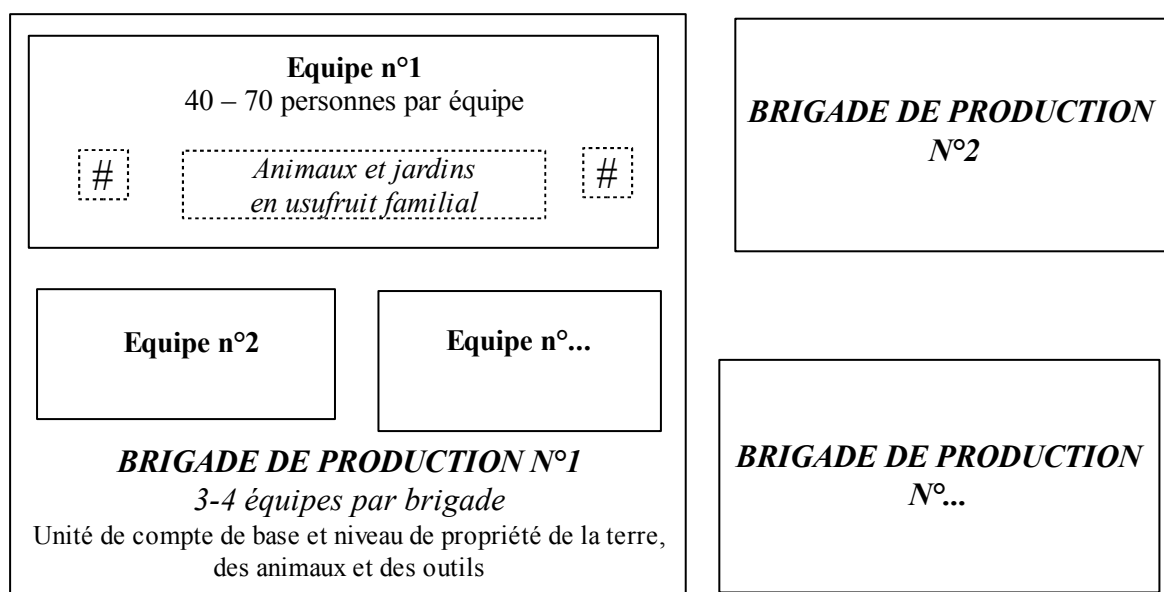 Equipe n°1
40 – 70 personnes par équipe
#
Animaux et jardins
en usufruit familial
#
Equipe n°2
Equipe n°...
BRIGADE DE PRODUCTION N°1
3-4 équipes par brigade
Unité de compte de base et niveau de propriété de la terre,
des animaux et des outils
BRIGADE DE PRODUCTION
N°2
BRIGADE DE PRODUCTION
N°...